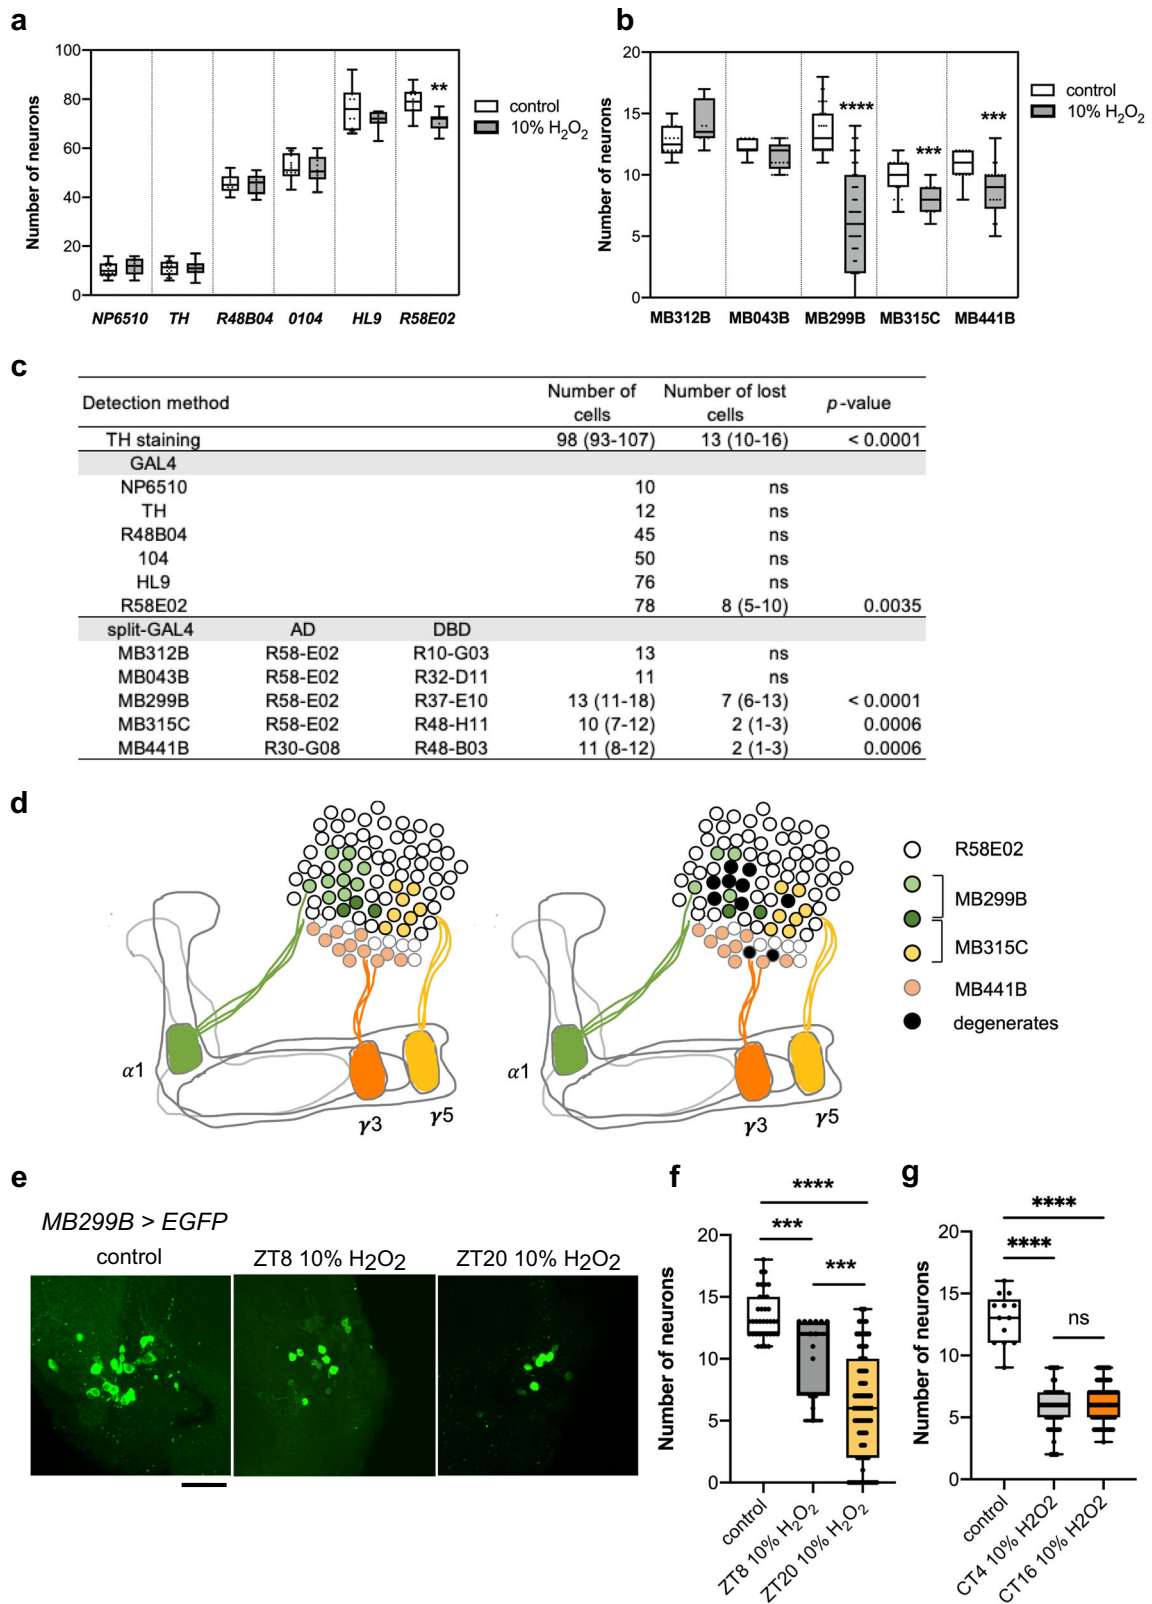 a
100
80
60
40
20
0
Number of neurons
**
control
10% H2O2
NP6510 TH R48B04 0104 HL9 R58E02
b
20
15
10
5
0
Number of neurons
****
***
***
control
10% H2O2
MB312B MB043B MB299B MB315C MB441B
c
Detection method Number of cells Number of lost cells p-value
TH staining 98 (93-107) 13 (10-16) < 0.0001
GAL4
NP6510 10 ns
TH 12 ns
R48B04 45 ns
104 50 ns
HL9 76 ns
R58E02 78 8 (5-10) 0.0035
split-GAL4 AD DBD
MB312B R58-E02 R10-G03 13 ns
MB043B R58-E02 R32-D11 11 ns
MB299B R58-E02 R37-E10 13 (11-18) 7 (6-13) < 0.0001
MB315C R58-E02 R48-H11 10 (7-12) 2 (1-3) 0.0006
MB441B R30-G08 R48-B03 11 (8-12) 2 (1-3) 0.0006
d
α1
γ3
γ5
α1
γ3
γ5
R58E02
MB299B
MB315C
MB441B
degenerates
e
MB299B > EGFP
control ZT8 10% H2O2 ZT20 10% H2O2
f
****
***
***
20
15
10
5
0
Number of neurons
control
ZT8 10% H2O2
ZT20 10% H2O2
g
****
****
ns
20
15
10
5
0
Number of neurons
control
CT4 10% H2O2
CT16 10% H2O2